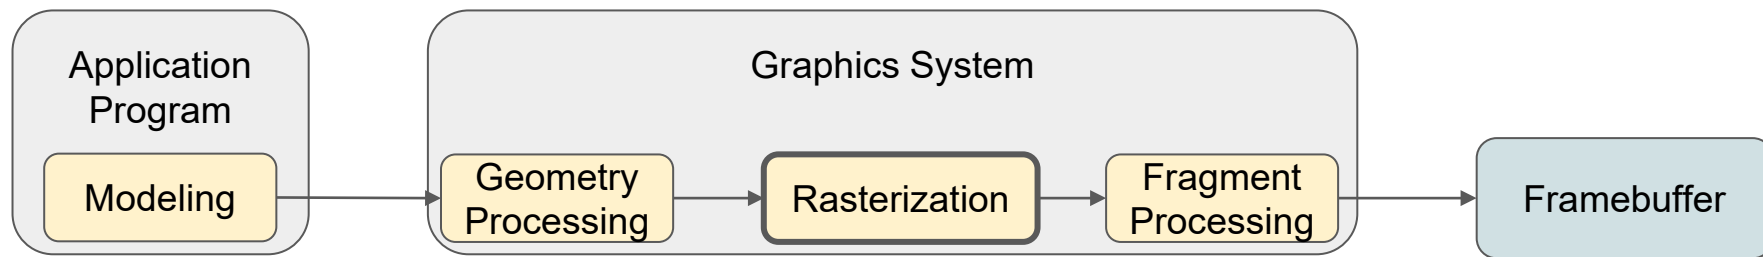 Application
Program
Modeling
Graphics System
Geometry
Processing
Rasterization
Fragment
Processing
Framebuffer